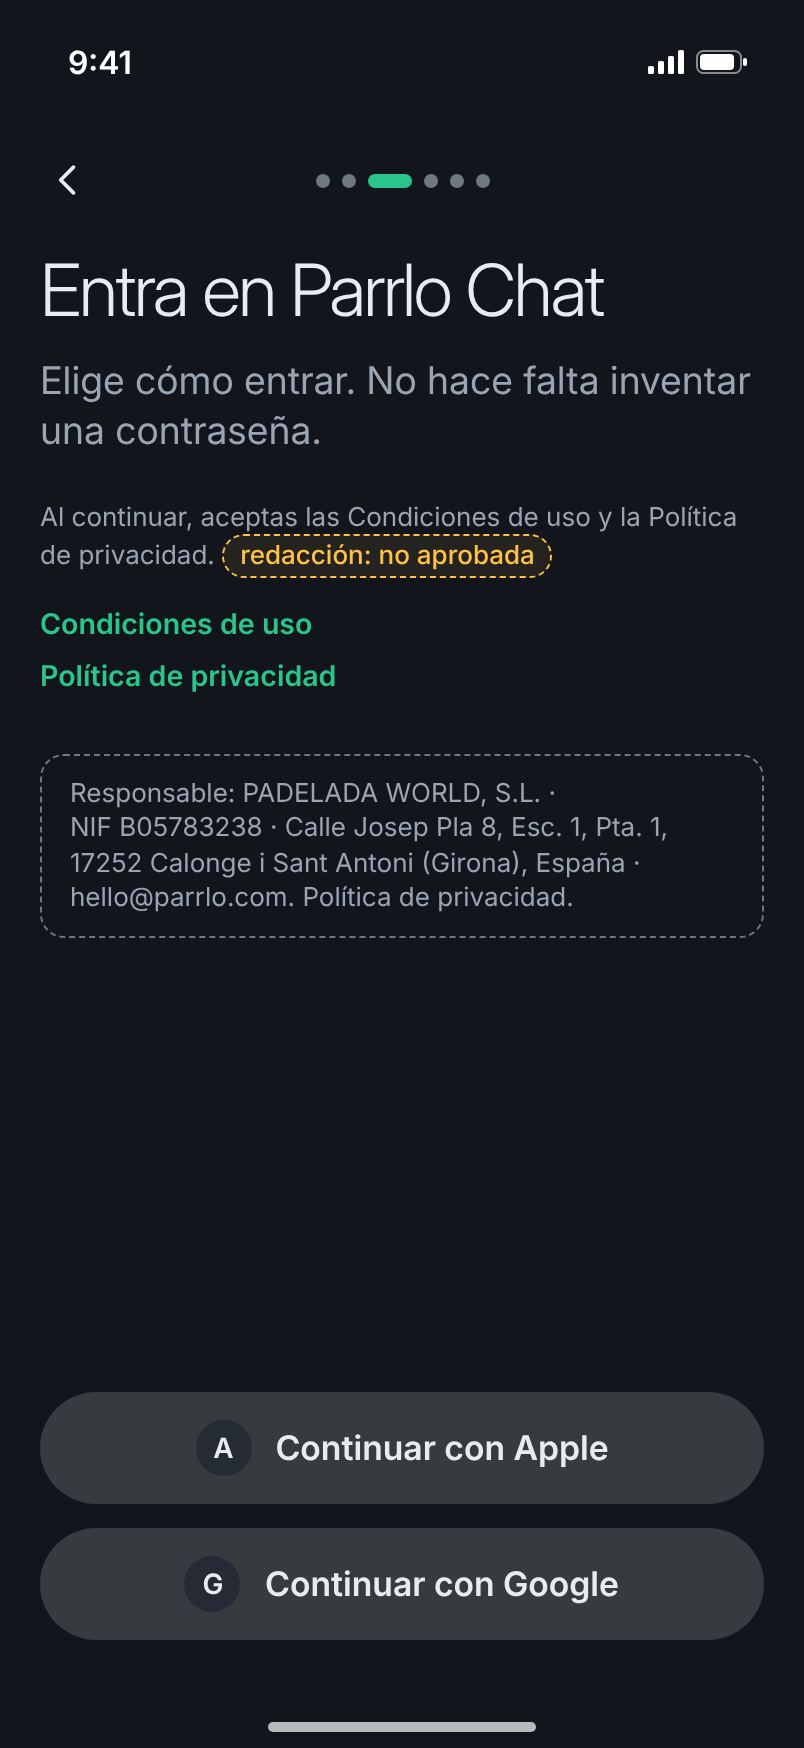 9:41
Entra en Parrlo Chat
Elige cómo entrar. No hace falta inventar
una contraseña.
Al continuar, aceptas las Condiciones de uso y la Política
de privacidad. redacción: no aprobada
Condiciones de uso
Política de privacidad
Responsable: PADELADA WORLD, S.L. ·
NIF B05783238 · Calle Josep Pla 8, Esc. 1, Pta. 1,
17252 Calonge i Sant Antoni (Girona), España ·
hello@parrlo.com. Política de privacidad.
A Continuar con Apple
G Continuar con Google